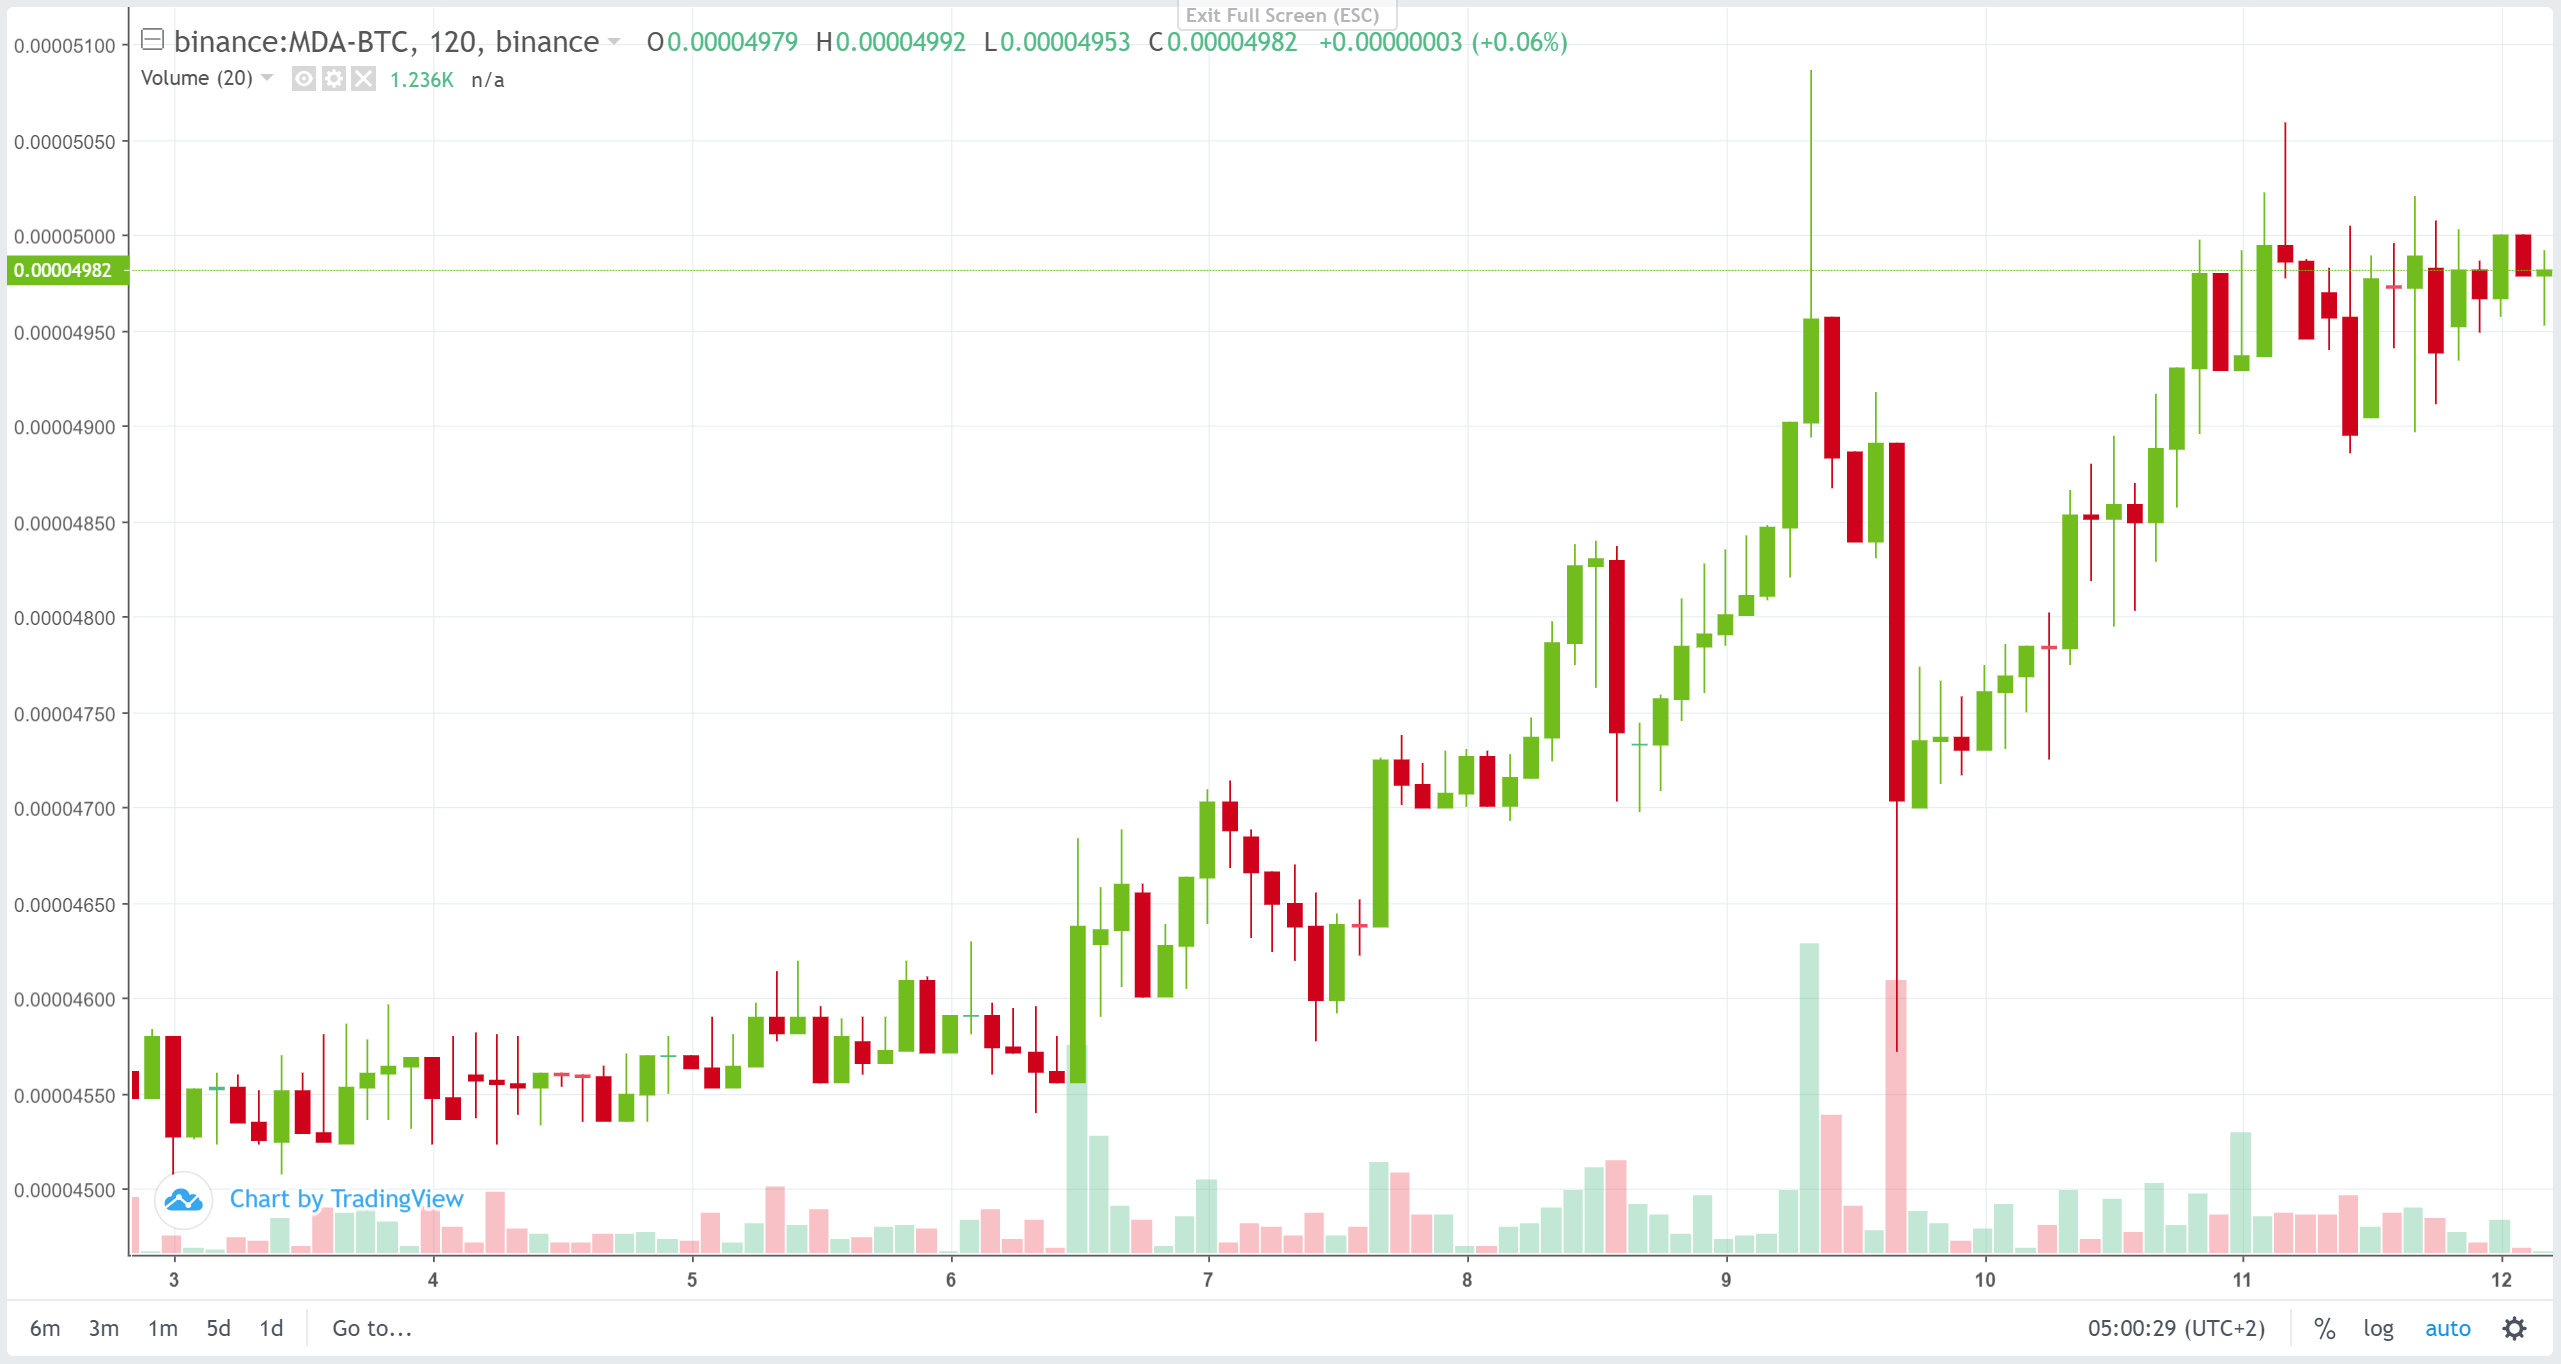 Exit Full Screen (ESC)
binance:MDA-BTC, 120, binance O0.00004979 H0.00004992 L0.00004953 C0.00004982 +0.00000003 (+0.06%)
Volume (20) 1.236K n/a
0.00005100
0.00005050
0.00005000
0.00004982
0.00004950
0.00004900
0.00004850
0.00004800
0.00004750
0.00004700
0.00004650
0.00004600
0.00004550
0.00004500
Chart by TradingView
3 4 5 6 7 8 9 10 11 12
6m 3m 1m 5d 1d Go to... 05:00:29 (UTC+2) % log auto